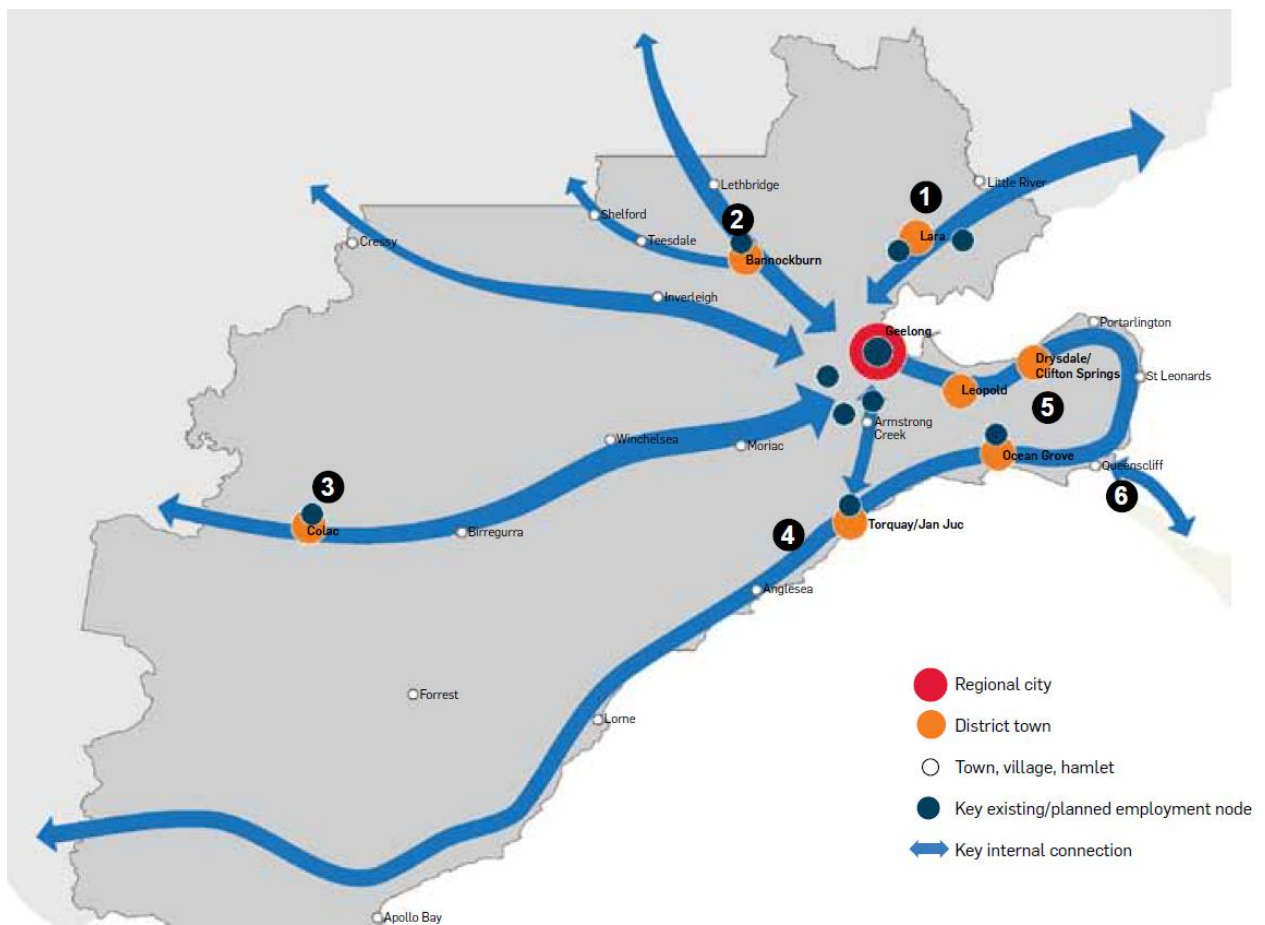 Lethbridge
1
Little River
2
Shelford
Lara
Cressy
Teesdale
Bannockburn
Inverleigh
Portarlington
Geelong
Drysdale/
Clifton Springs
St Leonards
Leopold
5
Armstrong
Creek
Winchelsea
Moriac
Ocean Grove
Queenscliff
3
6
Colac
Birregurra
Torquay/Jan Juc
4
Anglesea
Forrest
Lorne
Apollo Bay
Regional city
District town
Town, village, hamlet
Key existing/planned employment node
Key internal connection